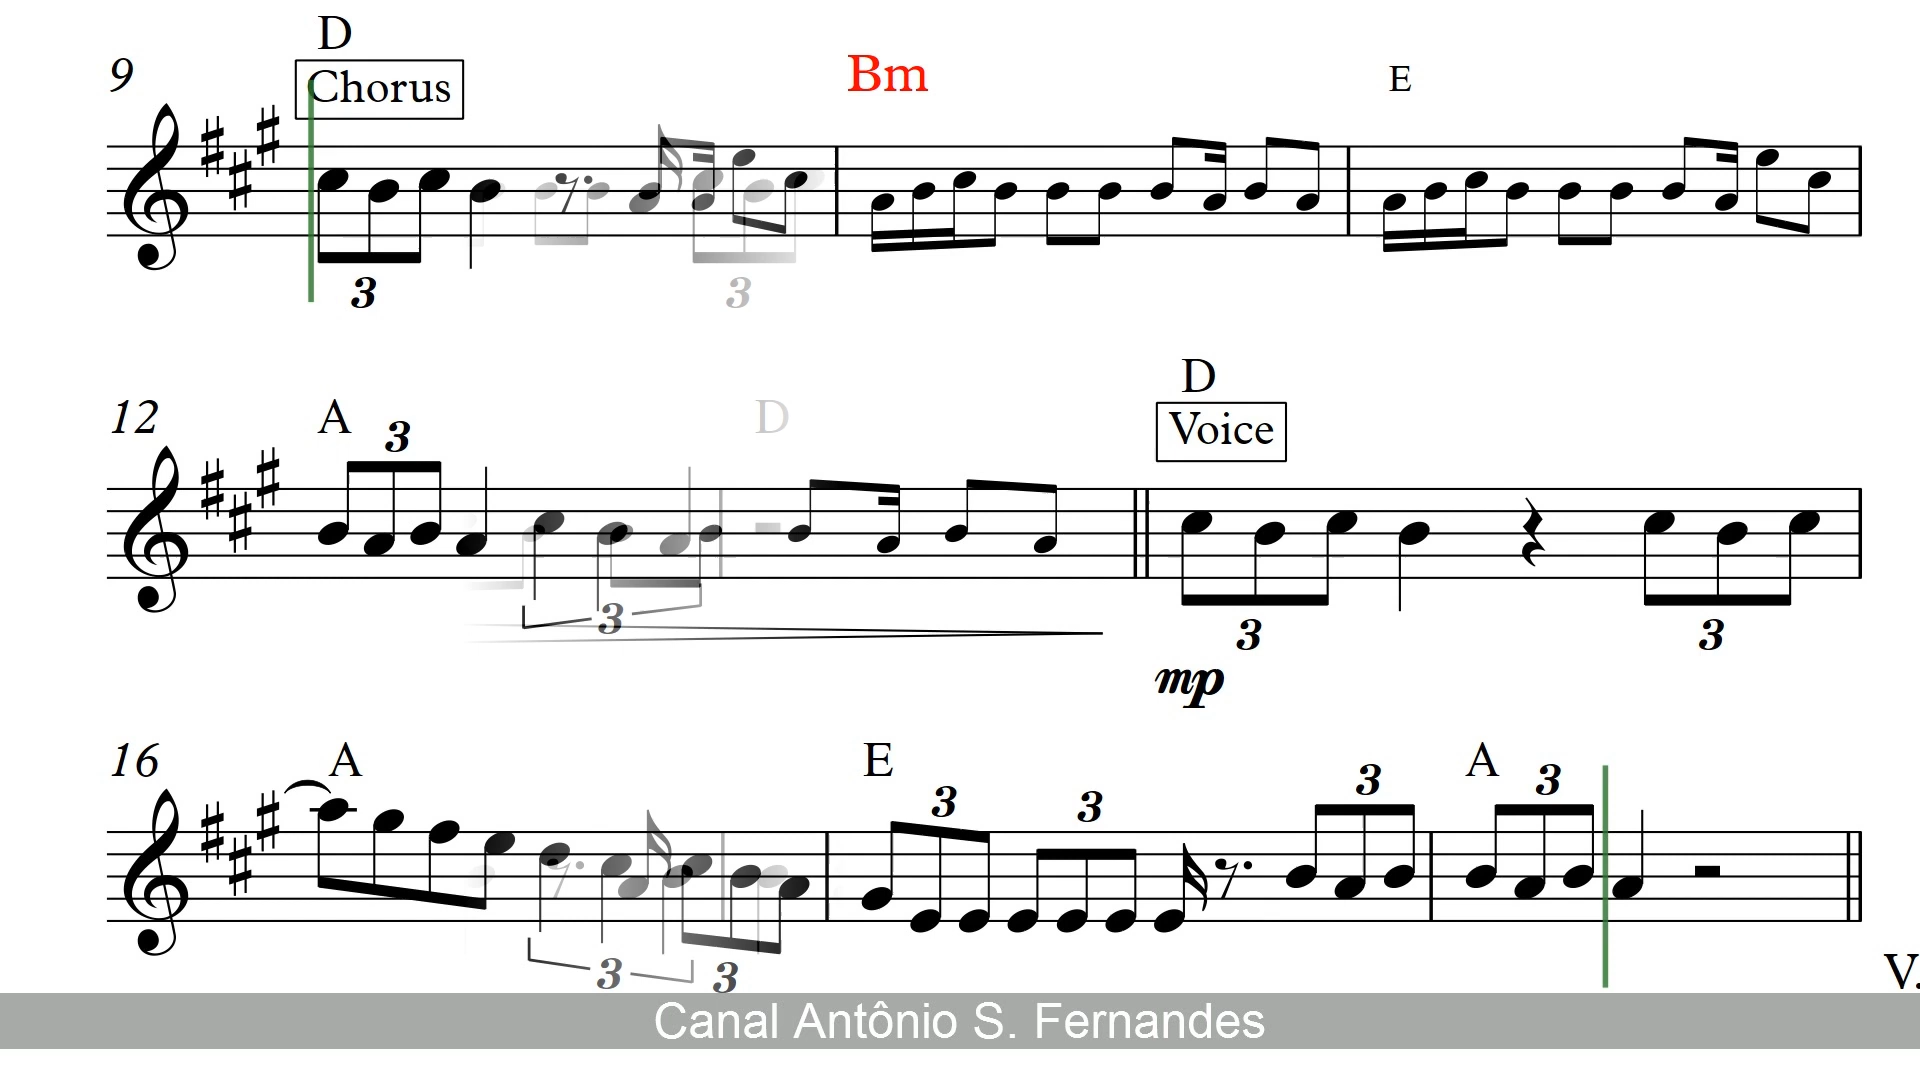 D
9 Chorus Bm E
3 3
D
12 A 3 D Voice
3 3 3
mp
16 A E 3 3 3 A 3
3 3 V.
Canal Antônio S. Fernandes